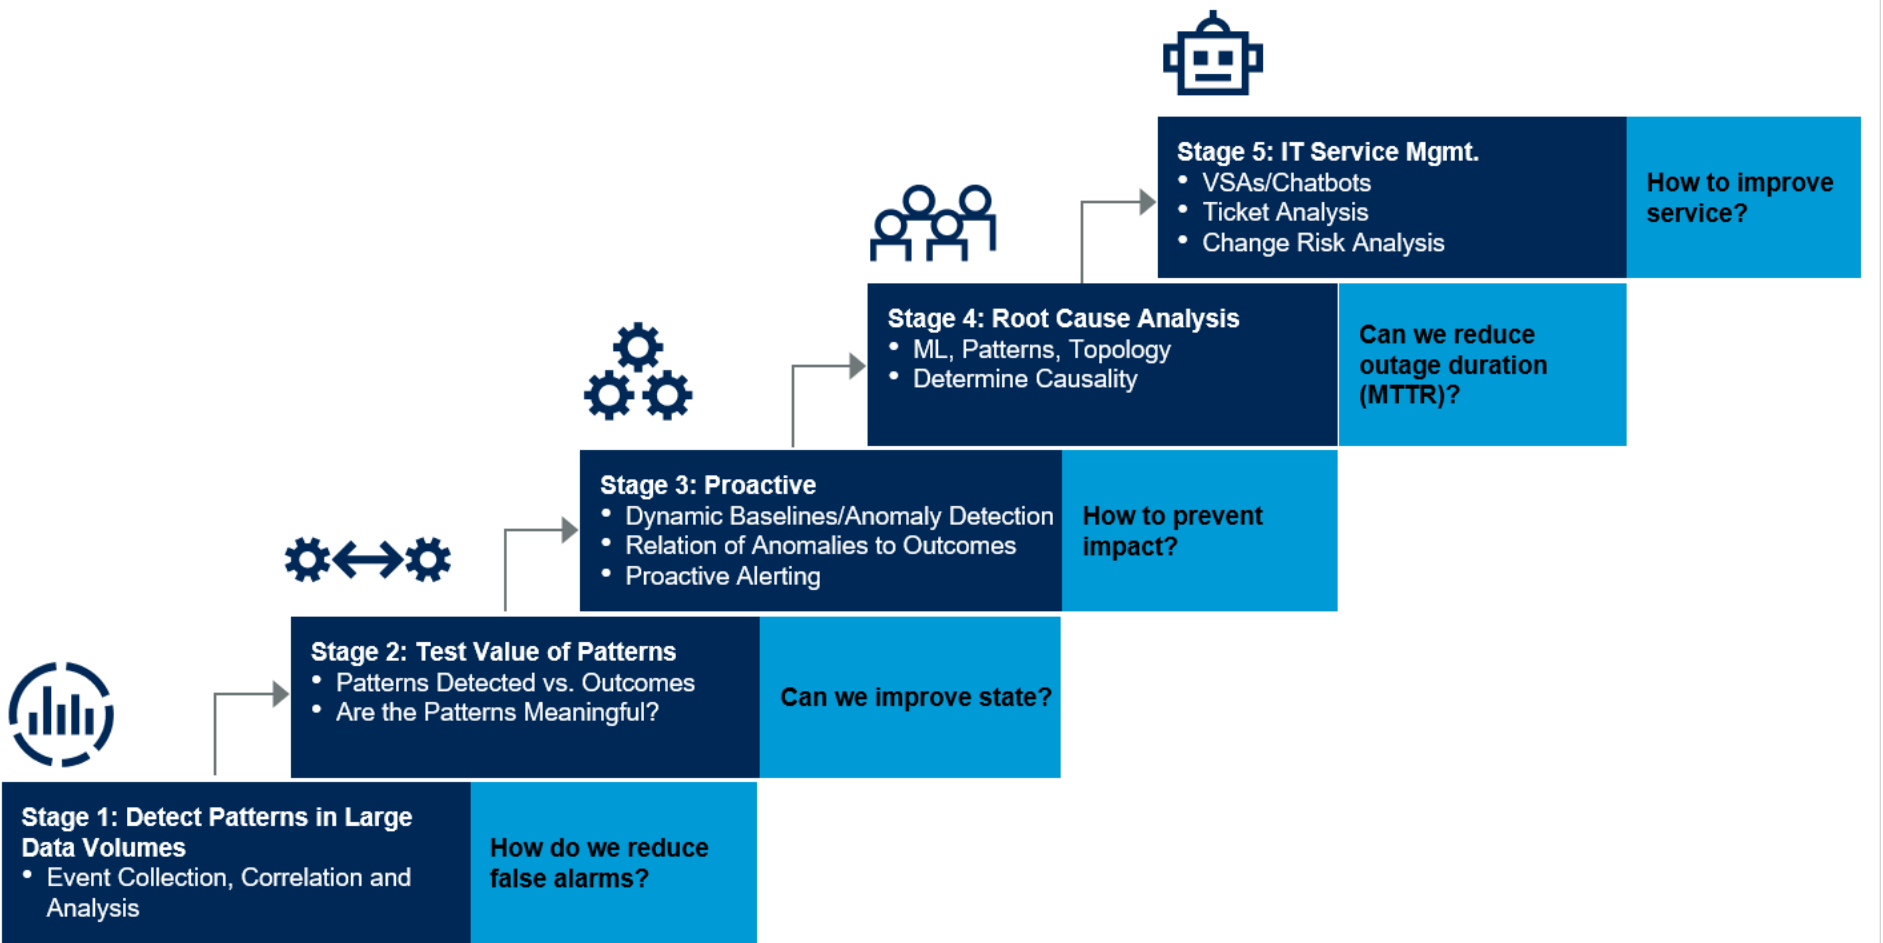 Stage 5: IT Service Mgmt.
• VSAs/Chatbots
• Ticket Analysis
• Change Risk Analysis
How to improve
service?
Stage 4: Root Cause Analysis
• ML, Patterns, Topology
• Determine Causality
Can we reduce
outage duration
(MTTR)?
Stage 3: Proactive
• Dynamic Baselines/Anomaly Detection
• Relation of Anomalies to Outcomes
• Proactive Alerting
How to prevent
impact?
Stage 2: Test Value of Patterns
• Patterns Detected vs. Outcomes
• Are the Patterns Meaningful?
Can we improve state?
Stage 1: Detect Patterns in Large
Data Volumes
• Event Collection, Correlation and
Analysis
How do we reduce
false alarms?